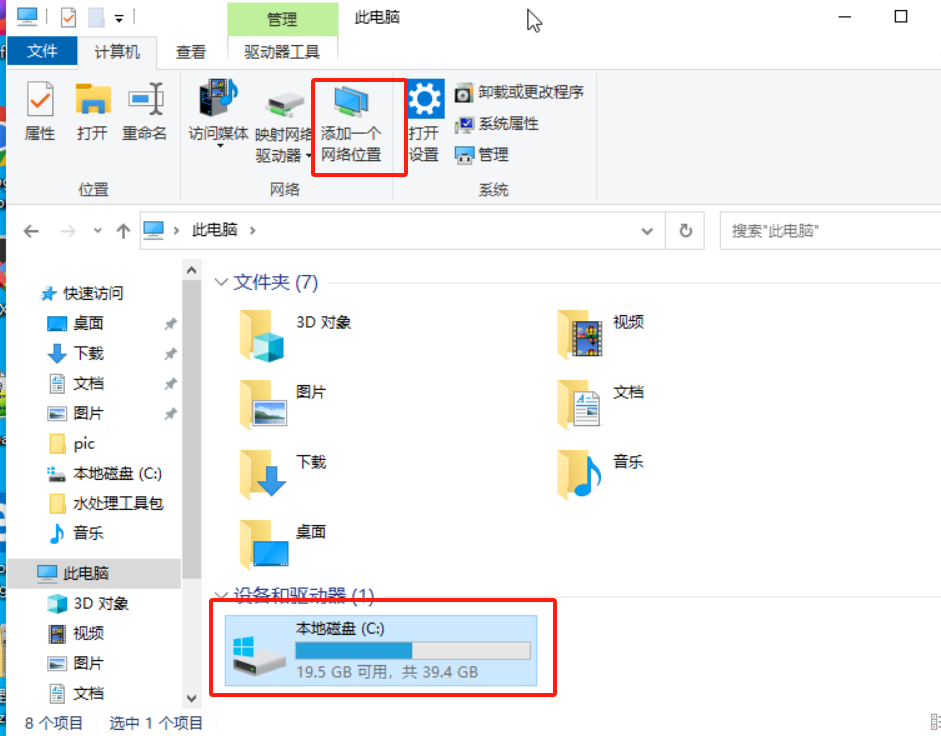 管理
此电脑
文件
计算机
查看
驱动器工具
属性
打开
重命名
访问媒体
映射网络
驱动器
添加一个
网络位置
打开
设置
卸载或更改程序
系统属性
管理
位置
网络
系统
此电脑
搜索"此电脑"
快速访问
桌面
下载
文档
图片
pic
本地磁盘 (C:)
水处理工具包
音乐
此电脑
3D 对象
视频
图片
文档
文件夹 (7)
3D 对象
视频
图片
文档
下载
音乐
桌面
设备和驱动器 (1)
本地磁盘 (C:)
19.5 GB 可用，共 39.4 GB
8 个项目
选中 1 个项目